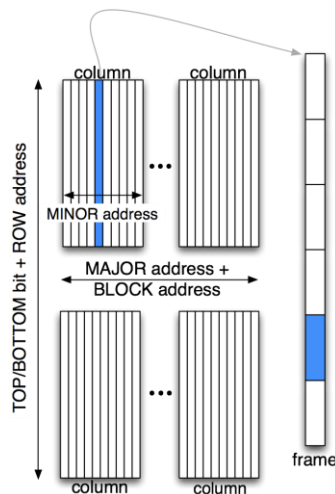 column
column
TOP/BOTTOM bit + ROW address
•••
MINOR address
MAJOR address +
BLOCK address
•••
column
column
frame